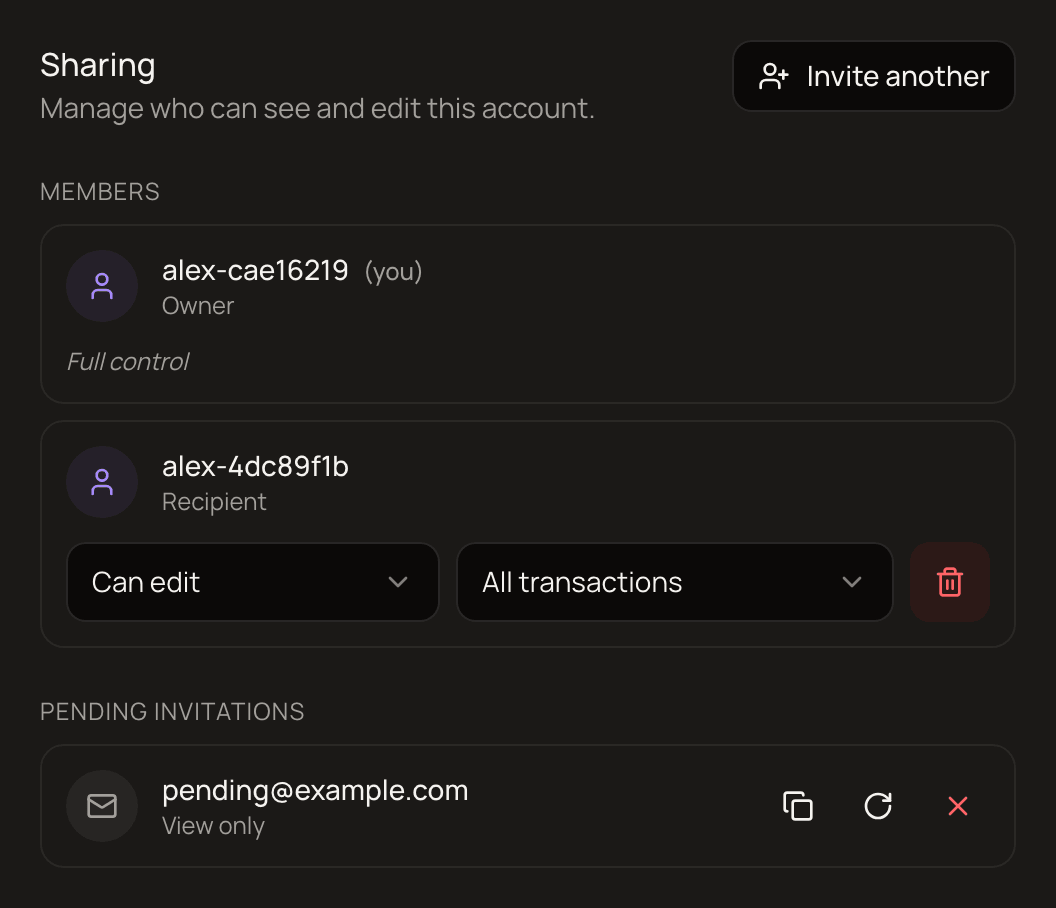 Sharing
Invite another
Manage who can see and edit this account.
MEMBERS
alex-cae16219 (you)
Owner
Full control
alex-4dc89f1b
Recipient
Can edit
All transactions
PENDING INVITATIONS
pending@example.com
View only